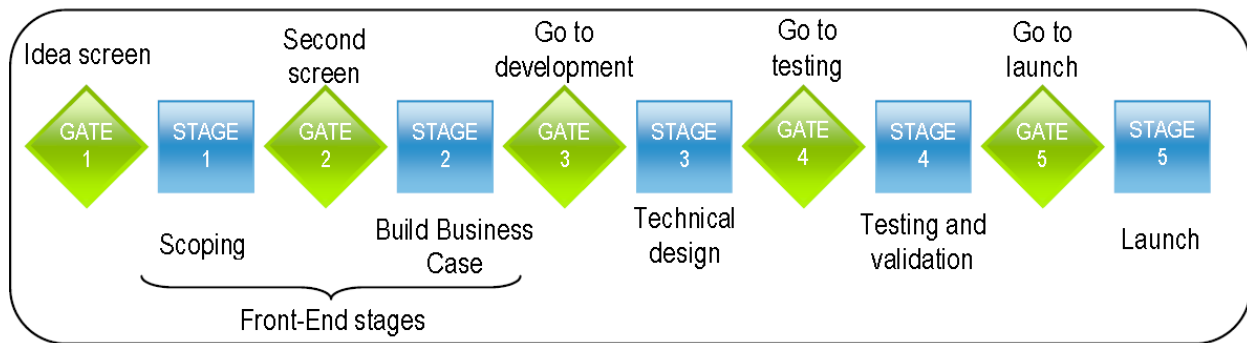 Idea screen
Second
screen
Go to
development
Go to
testing
Go to
launch
GATE
1
STAGE
1
GATE
2
STAGE
2
GATE
3
STAGE
3
GATE
4
STAGE
4
GATE
5
STAGE
5
Scoping
Build Business
Case
Technical
design
Testing and
validation
Launch
Front-End stages